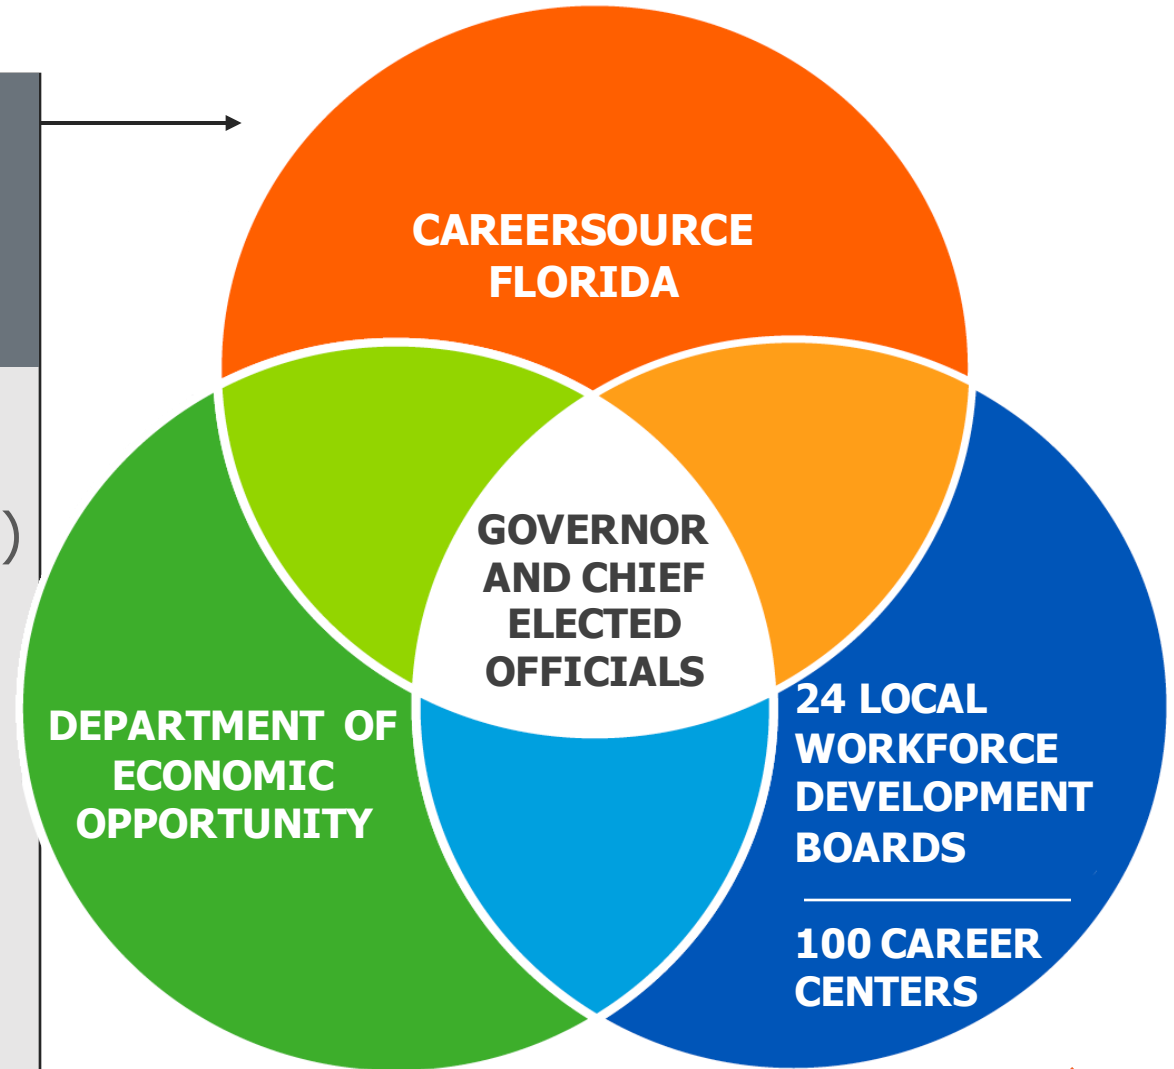 CAREERSOURCE
FLORIDA
GOVERNOR
AND CHIEF
ELECTED
OFFICIALS
)
DEPARTMENT OF
ECONOMIC
OPPORTUNITY
24 LOCAL
WORKFORCE
DEVELOPMENT
BOARDS
100 CAREER
CENTERS